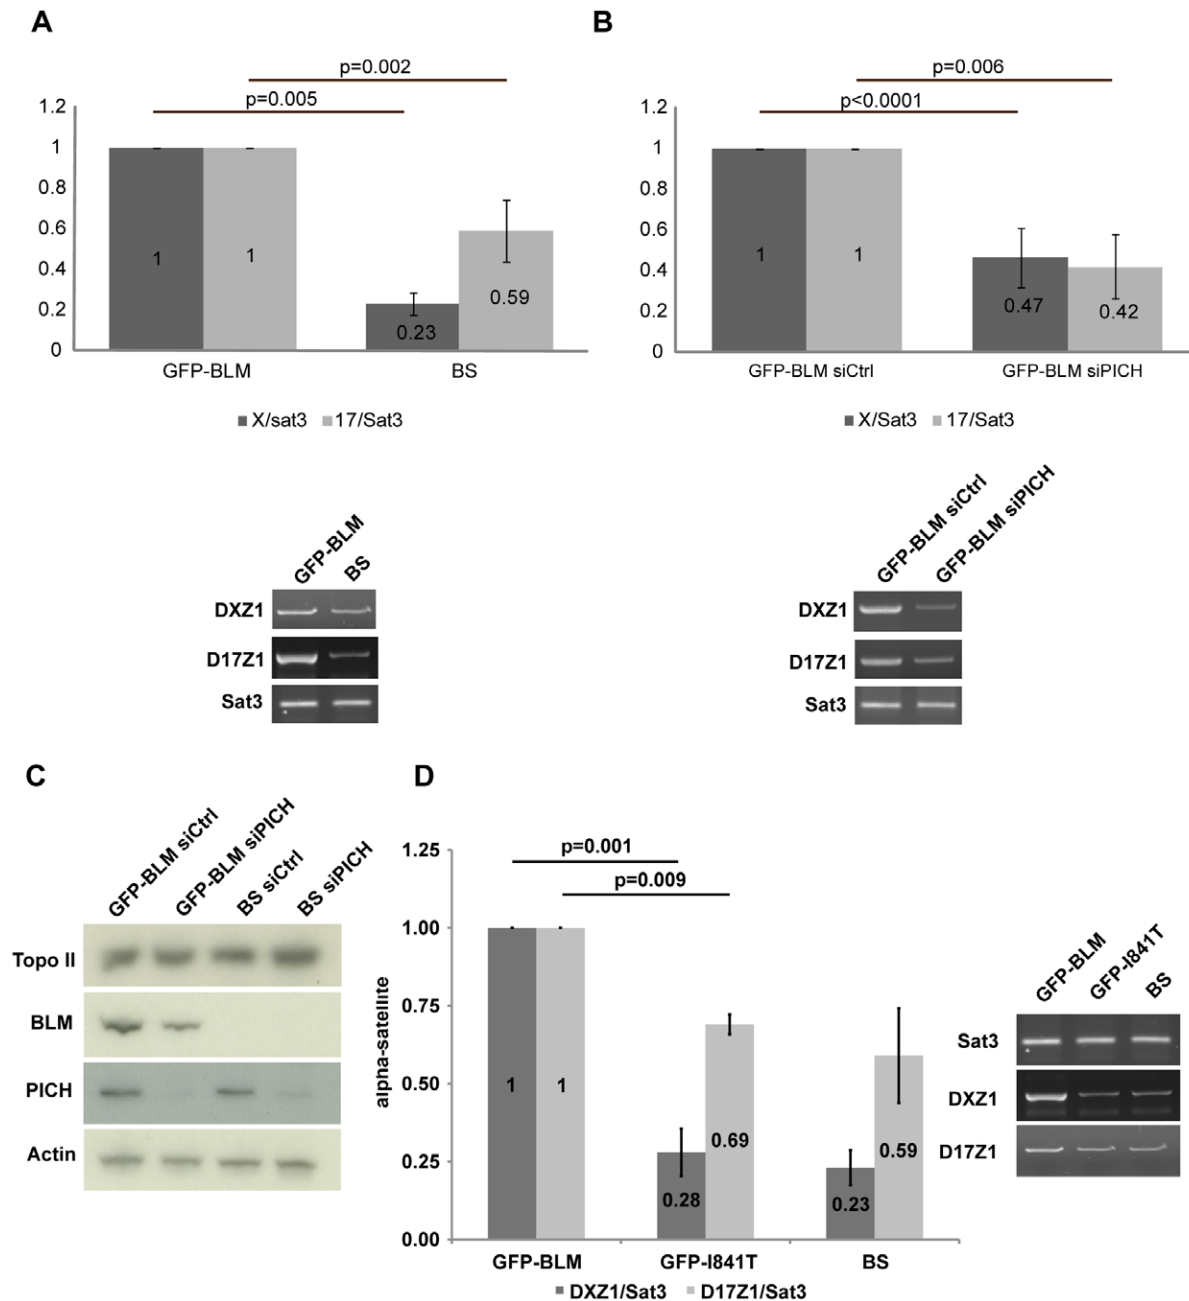 A
p=0.002
p=0.005
1.2
1
0.8
0.6
0.4
0.2
0
1
1
0.23
0.59
GFP-BLM
BS
X/sat3 17/Sat3
GFP-BLM
BS
DXZ1
D17Z1
Sat3
B
p=0.006
p<0.0001
1.2
1
0.8
0.6
0.4
0.2
0
1
1
0.47
0.42
GFP-BLM siCtrl
GFP-BLM siPICH
X/Sat3 17/Sat3
GFP-BLM siCtrl
GFP-BLM siPICH
DXZ1
D17Z1
Sat3
C
GFP-BLM siCtrl
GFP-BLM siPICH
BS siCtrl
BS siPICH
Topo II
BLM
PICH
Actin
D
p=0.001
p=0.009
alpha-satellite
1.25
1.00
0.75
0.50
0.25
0.00
1
1
0.28
0.69
0.23
0.59
GFP-BLM
GFP-I841T
BS
DXZ1/Sat3 D17Z1/Sat3
GFP-BLM
GFP-I841T
BS
Sat3
DXZ1
D17Z1